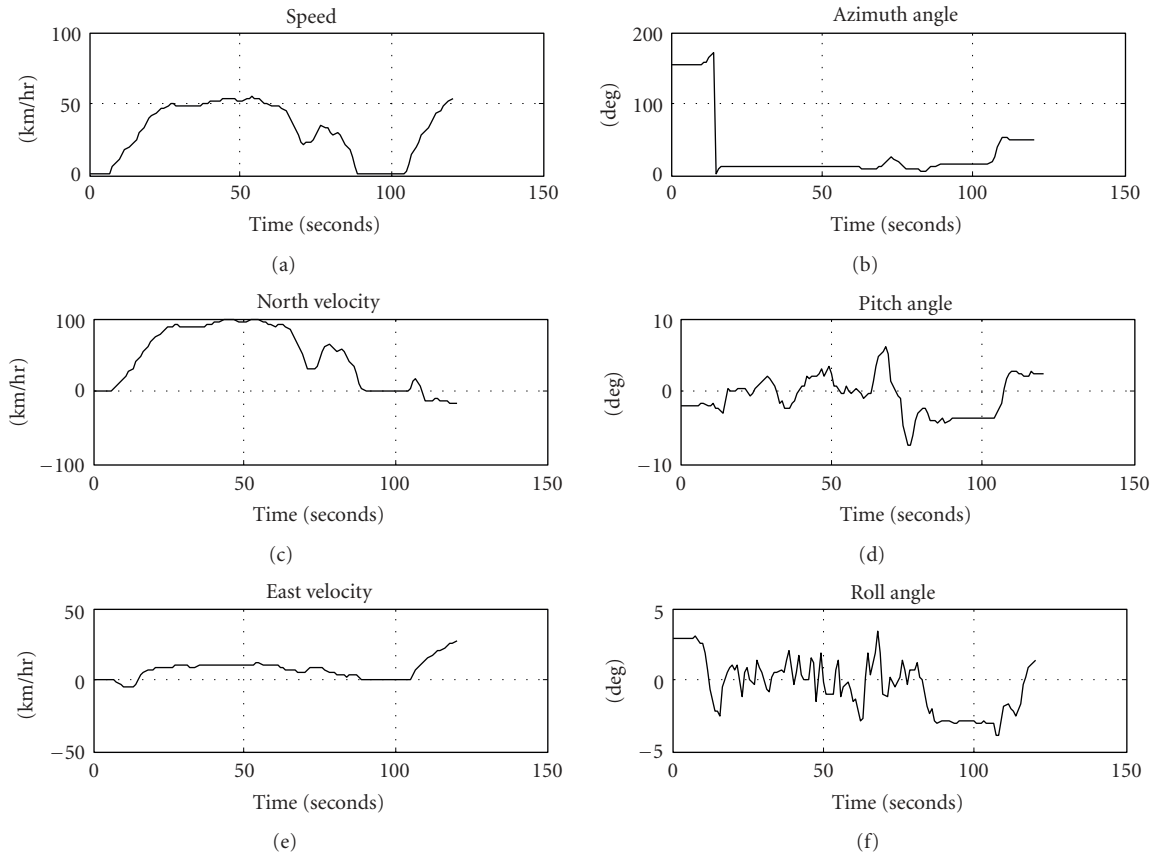 Speed
100
50
0
(km/hr)
0 50 100 150
Time (seconds)
(a)
Azimuth angle
200
100
0
(deg)
0 50 100 150
Time (seconds)
(b)
North velocity
100
0
−100
(km/hr)
0 50 100 150
Time (seconds)
(c)
Pitch angle
10
0
−10
(deg)
0 50 100 150
Time (seconds)
(d)
East velocity
50
0
−50
(km/hr)
0 50 100 150
Time (seconds)
(e)
Roll angle
5
0
−5
(deg)
0 50 100 150
Time (seconds)
(f)